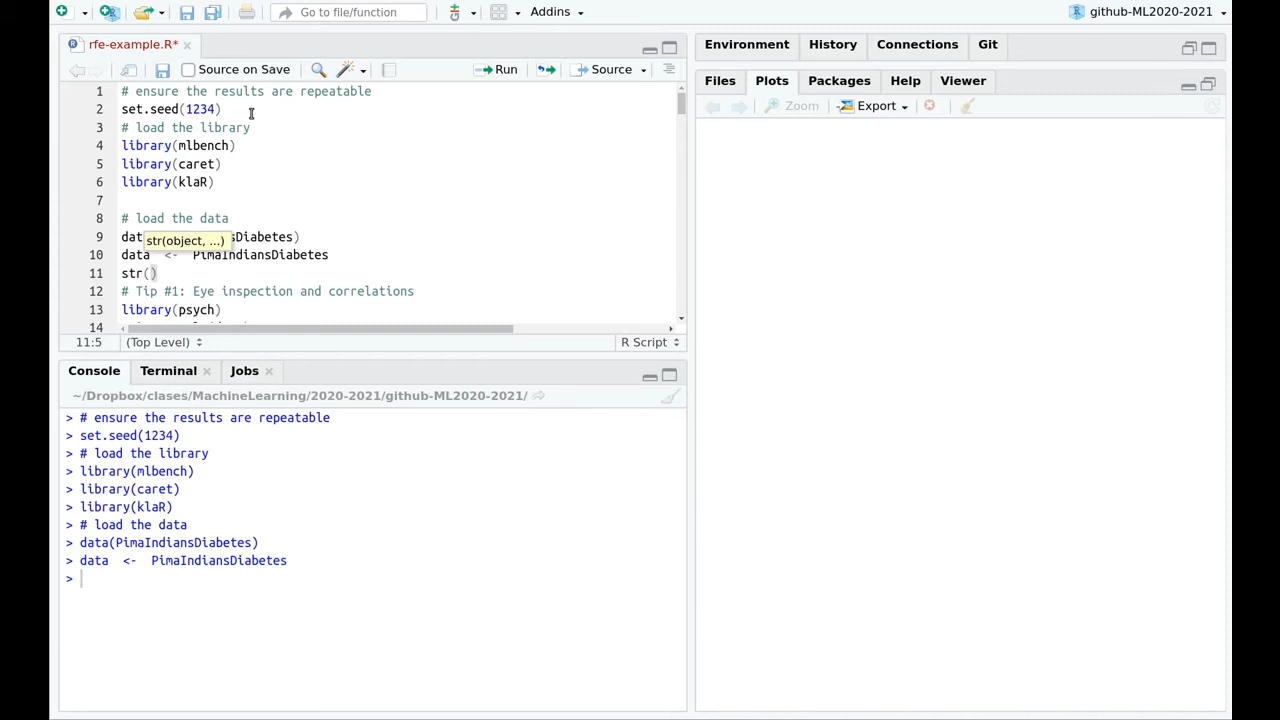 Go to file/function
Addins
github-ML2020-2021
rfe-example.R*
Source on Save
Run
Source
1 # ensure the results are repeatable
2 set.seed(1234)
3 # load the library
4 library(mlbench)
5 library(caret)
6 library(klaR)
7
8 # load the data
9 dat sDiabetes)
str(object, ...)
10 data <- PimaIndiansDiabetes
11 str()
12 # Tip #1: Eye inspection and correlations
13 library(psych)
14
11:5 (Top Level) R Script
Console Terminal Jobs
~/Dropbox/clases/MachineLearning/2020-2021/github-ML2020-2021/
> # ensure the results are repeatable
> set.seed(1234)
> # load the library
> library(mlbench)
> library(caret)
> library(klaR)
> # load the data
> data(PimaIndiansDiabetes)
> data <- PimaIndiansDiabetes
>
Environment History Connections Git
Files Plots Packages Help Viewer
Zoom Export